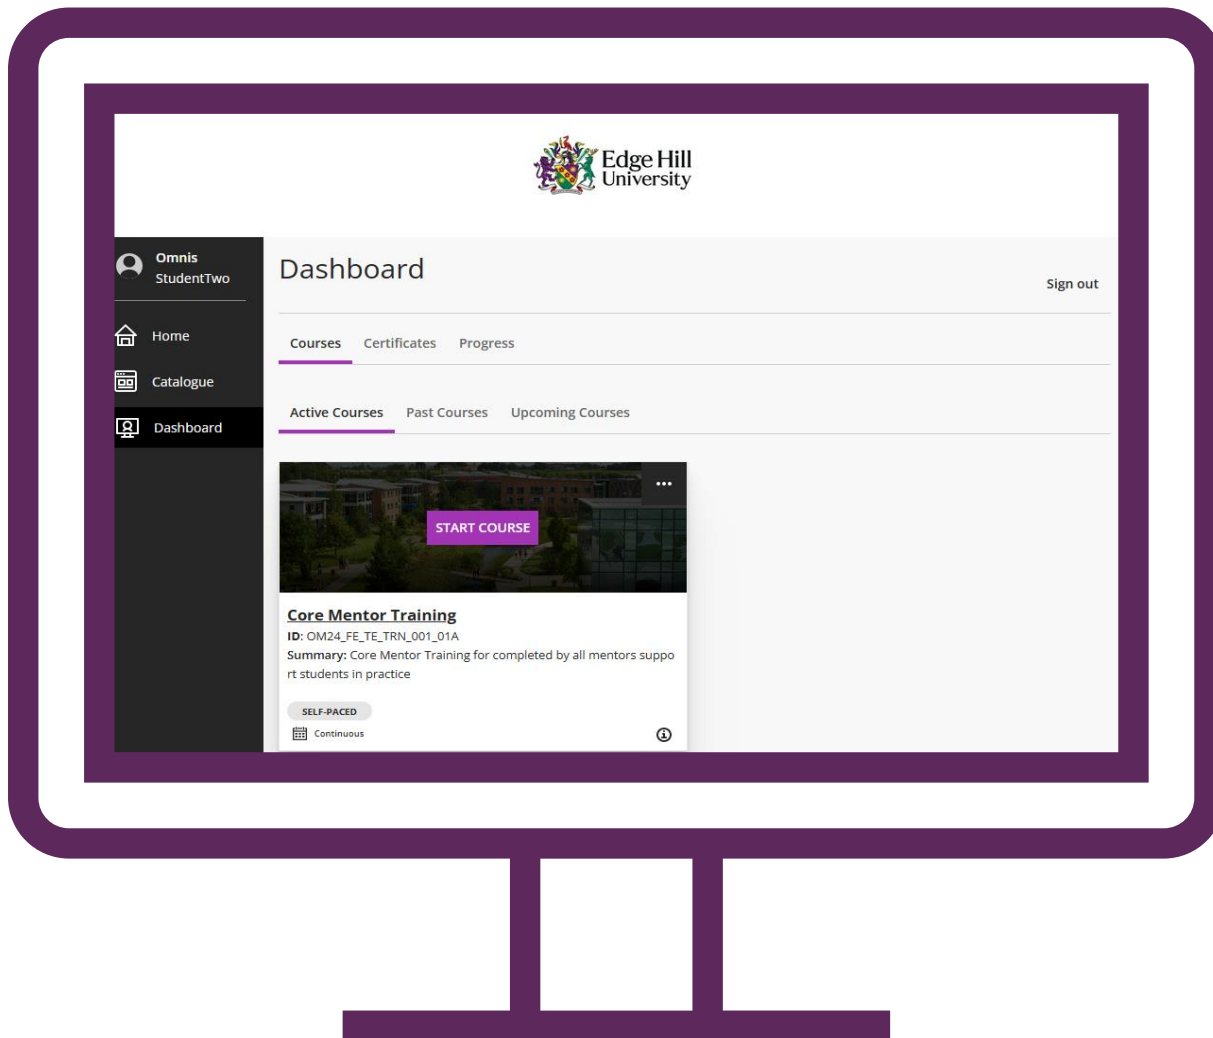 Edge Hill
University
Omnis
StudentTwo
Home
Catalogue
Dashboard
Dashboard
Sign out
Courses Certificates Progress
Active Courses Past Courses Upcoming Courses
START COURSE
Core Mentor Training
ID: OM24_FE_TE_TRN_001_01A
Summary: Core Mentor Training for completed by all mentors suppo
rt students in practice
SELF-PACED
Continuous